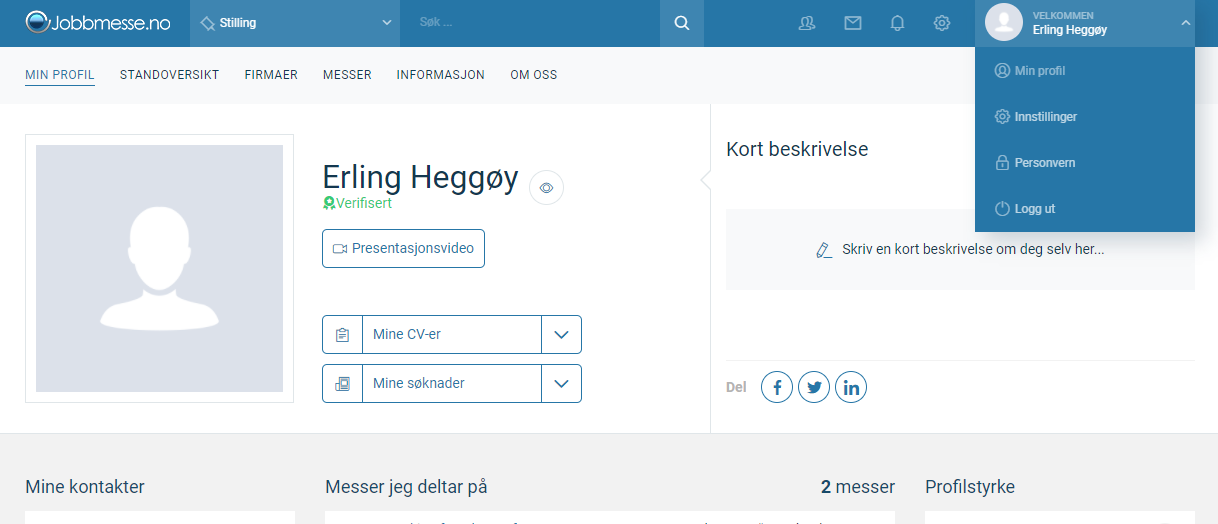 Jobbmesse.no
Stilling
Søk ...
VELKOMMEN
Erling Heggøy
MIN PROFIL
STANDOVERSIKT
FIRMAER
MESSER
INFORMASJON
OM OSS
Min profil
Innstillinger
Personvern
Logg ut
Erling Heggøy
Verifisert
Presentasjonsvideo
Mine CV-er
Mine søknader
Kort beskrivelse
Skriv en kort beskrivelse om deg selv her...
Del
Mine kontakter
Messer jeg deltar på
2 messer
Profilstyrke